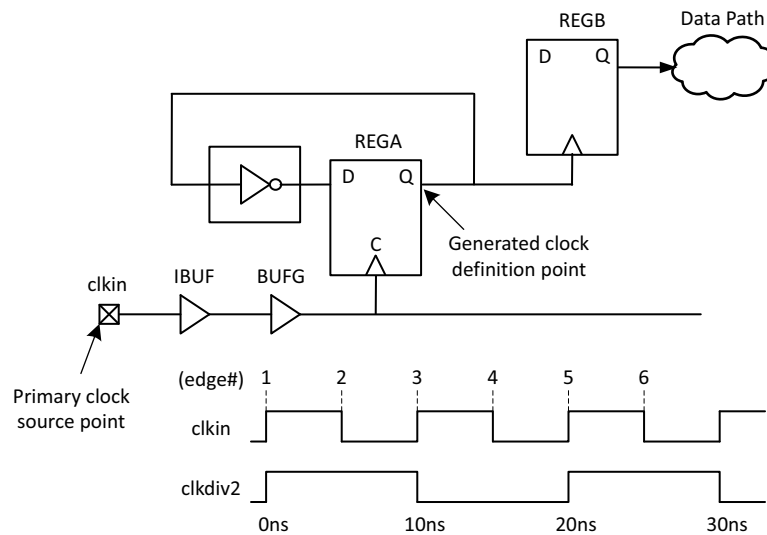 REGB
Data Path
D
Q
REGA
D
Q
C
Generated clock
definition point
clkin
IBUF
BUFG
Primary clock
source point
(edge#) 1 2 3 4 5 6
clkin
clkdiv2
0ns 10ns 20ns 30ns